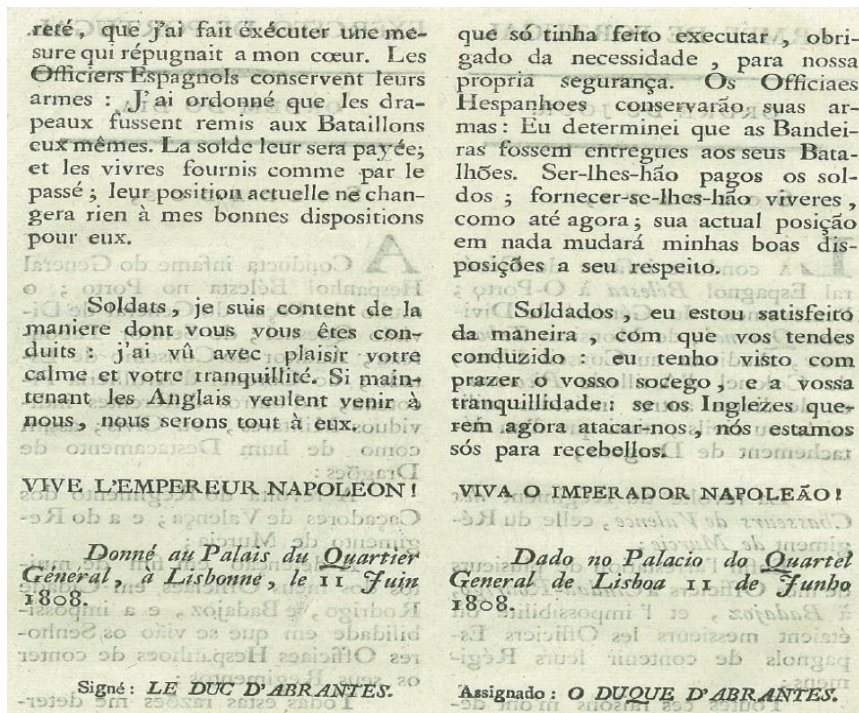 reté, que j'ai fait éxécuter une me-
sure qui répugnait a mon cœur. Les
Officiers Espagnols conservent leurs
armes : J'ai ordonné que les dra-
peaux fussent remis aux Bataillons
eux mêmes. La solde leur sera payée;
et les vivres fournis comme par le
passé ; leur position actuelle ne chan-
gera rien à mes bonnes dispositions
pour eux.
Soldats, je suis content de la
maniere dont vous vous êtes con-
duits : j'ai vû avec plaisir votre
calme et votre tranquillité. Si main-
tenant les Anglais veulent venir à
nous, nous serons tout à eux.
VIVE L'EMPEREUR NAPOLEON!
Donné au Palais du Quartier
Géneral, à Lisbonne, le 11 Juin
1808.
Signé : LE DUC D'ABRANTES.
que só tinha feito executar , obri-
gado da necessidade , para nossa
propria segurança. Os Officiaes
Hespanhoes conservarão suas ar-
mas : Eu determinei que as Bandei-
ras fossem entregues aos seus Bata-
lhões. Ser-lhes-hão pagos os sol-
dos ; fornecer-se-lhes-hão viveres ,
como até agora ; sua actual posição
em nada mudará minhas boas dis-
posições a seu respeito.
Soldados , eu estou satisfeito
da maneira , com que vos tendes
conduzido : eu tenho visto com
prazer o vosso socego , e a vossa
tranquillidade : se os Inglezes que-
rem agora atacar-nos , nós estamos
sós para recebellos.
VIVA O IMPERADOR NAPOLEÃO!
Dado no Palacio do Quartel
General de Lisboa 11 de Junho
1808.
Assignado : O DUQUE D'ABRANTES.